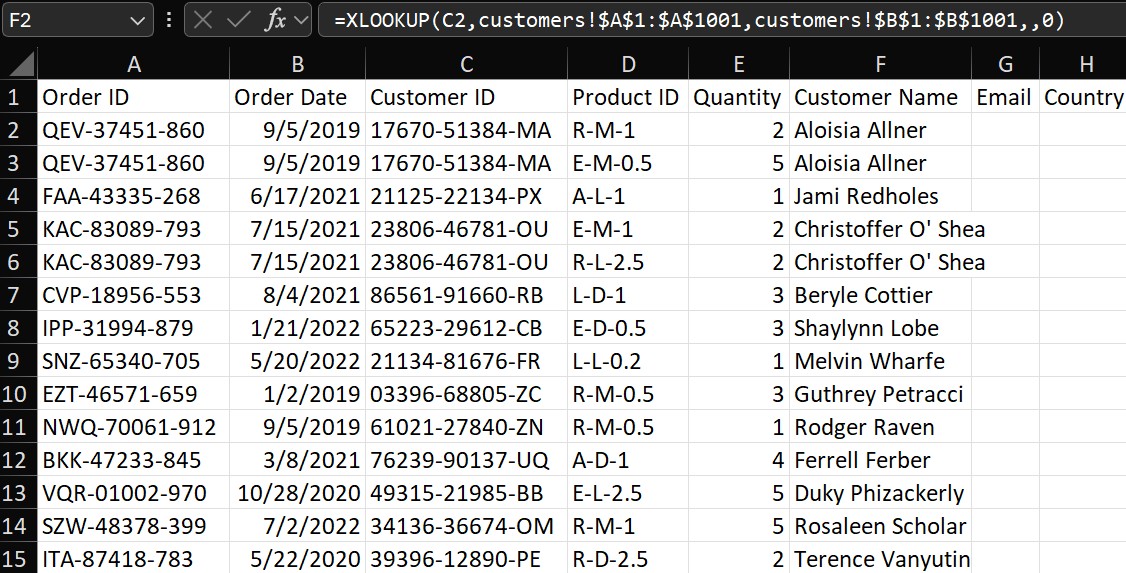 F2 fx =XLOOKUP(C2,customers!$A$1:$A$1001,customers!$B$1:$B$1001,,0)
A B C D E F G H
1 Order ID Order Date Customer ID Product ID Quantity Customer Name Email Country
2 QEV-37451-860 9/5/2019 17670-51384-MA R-M-1 2 Aloisia Allner
3 QEV-37451-860 9/5/2019 17670-51384-MA E-M-0.5 5 Aloisia Allner
4 FAA-43335-268 6/17/2021 21125-22134-PX A-L-1 1 Jami Redholes
5 KAC-83089-793 7/15/2021 23806-46781-OU E-M-1 2 Christoffer O' Shea
6 KAC-83089-793 7/15/2021 23806-46781-OU R-L-2.5 2 Christoffer O' Shea
7 CVP-18956-553 8/4/2021 86561-91660-RB L-D-1 3 Beryle Cottier
8 IPP-31994-879 1/21/2022 65223-29612-CB E-D-0.5 3 Shaylynn Lobe
9 SNZ-65340-705 5/20/2022 21134-81676-FR L-L-0.2 1 Melvin Wharfe
10 EZT-46571-659 1/2/2019 03396-68805-ZC R-M-0.5 3 Guthrey Petracci
11 NWQ-70061-912 9/5/2019 61021-27840-ZN R-M-0.5 1 Rodger Raven
12 BKK-47233-845 3/8/2021 76239-90137-UQ A-D-1 4 Ferrell Ferber
13 VQR-01002-970 10/28/2020 49315-21985-BB E-L-2.5 5 Duky Phizackerly
14 SZW-48378-399 7/2/2022 34136-36674-OM R-M-1 5 Rosaleen Scholar
15 ITA-87418-783 5/22/2020 39396-12890-PE R-D-2.5 2 Terence Vanyutin